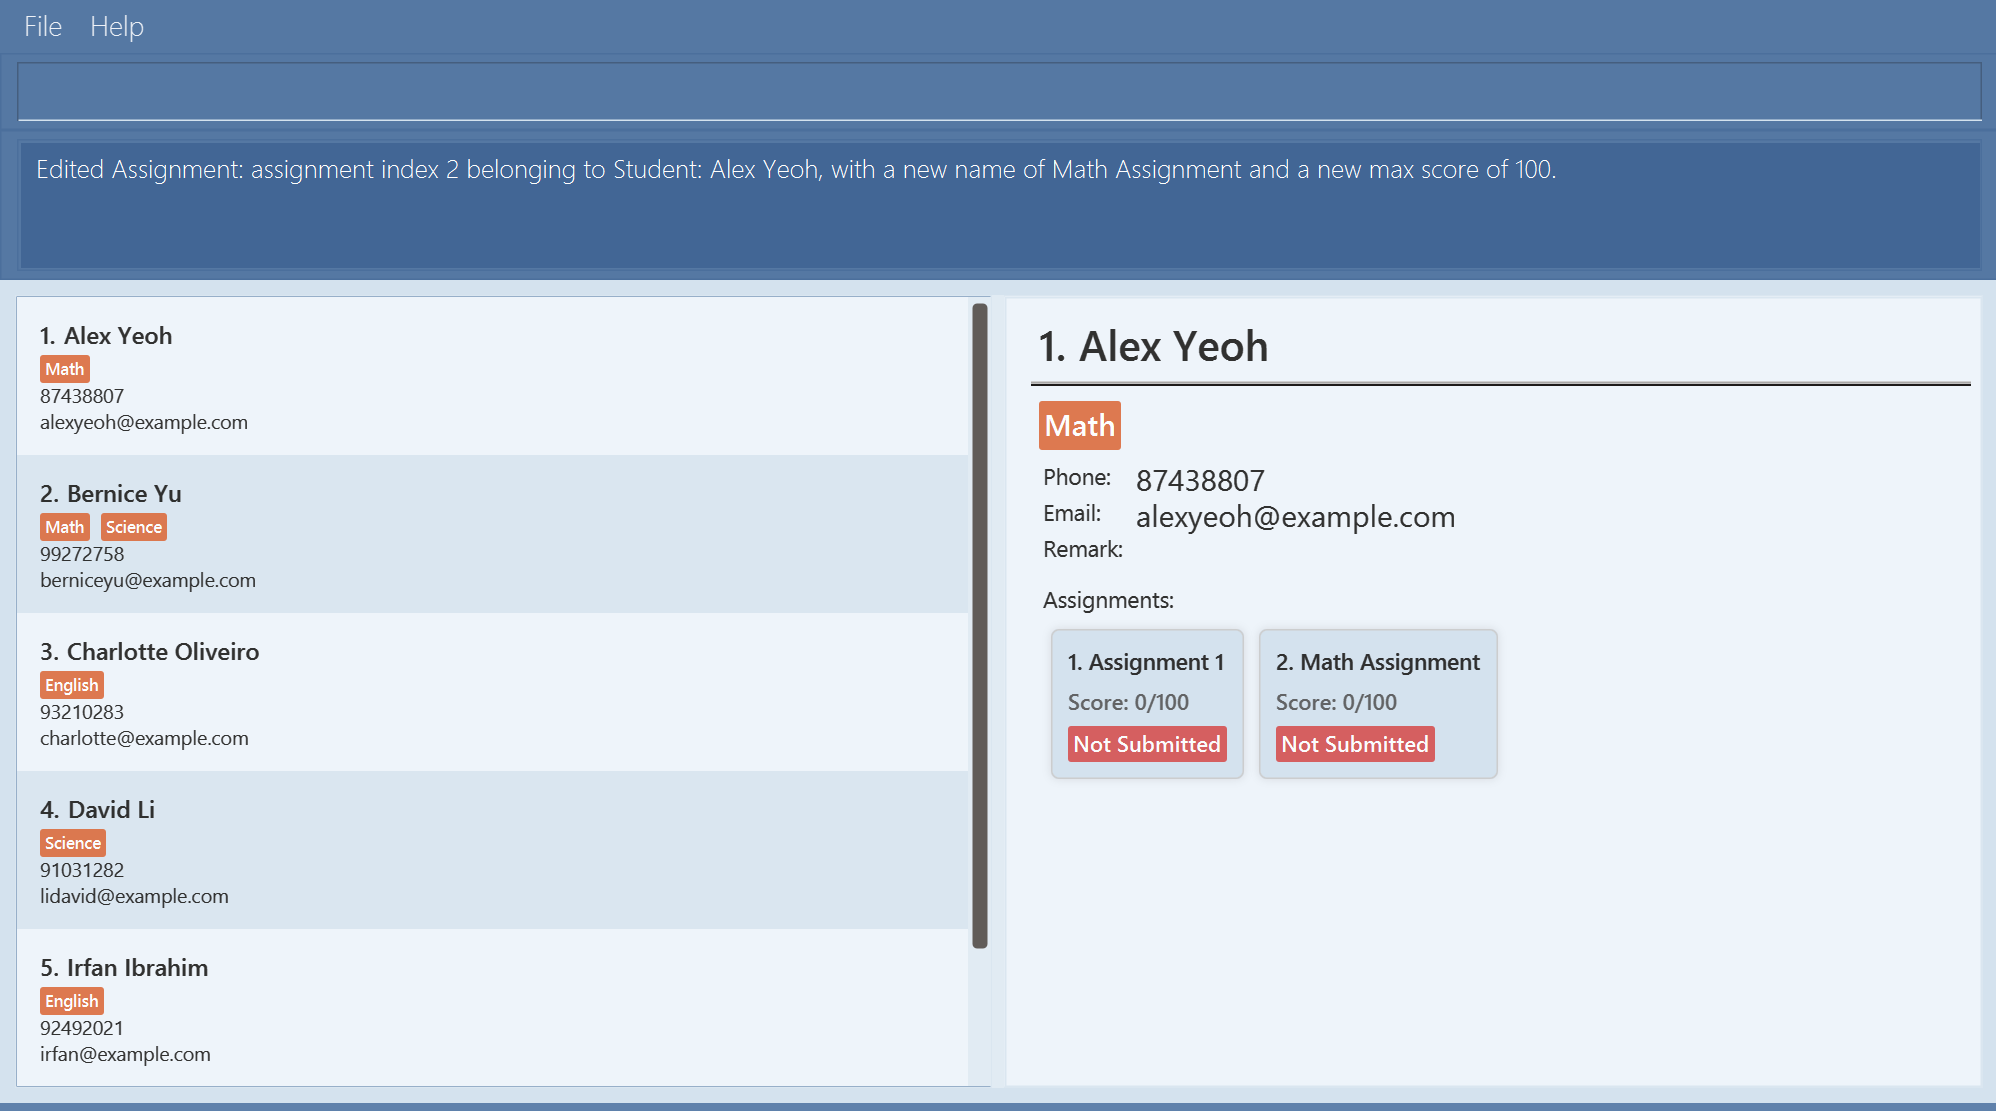 File Help
Edited Assignment: assignment index 2 belonging to Student: Alex Yeoh, with a new name of Math Assignment and a new max score of 100.
1. Alex Yeoh
Math
87438807
alexyeoh@example.com
2. Bernice Yu
Math Science
99272758
berniceyu@example.com
3. Charlotte Oliveiro
English
93210283
charlotte@example.com
4. David Li
Science
91031282
lidavid@example.com
5. Irfan Ibrahim
English
92492021
irfan@example.com
1. Alex Yeoh
Math
Phone: 87438807
Email: alexyeoh@example.com
Remark:
Assignments:
1. Assignment 1
Score: 0/100
Not Submitted
2. Math Assignment
Score: 0/100
Not Submitted